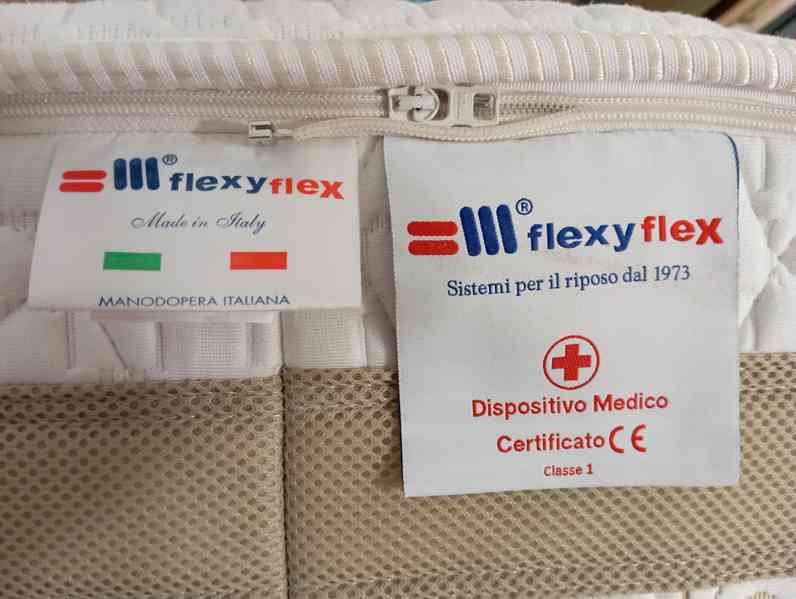 ® flexyflex
Made in Italy
MANODOPERA ITALIANA
® flexyflex
Sistemi per il riposo dal 1973
Dispositivo Medico
Certificato CE
Classe 1